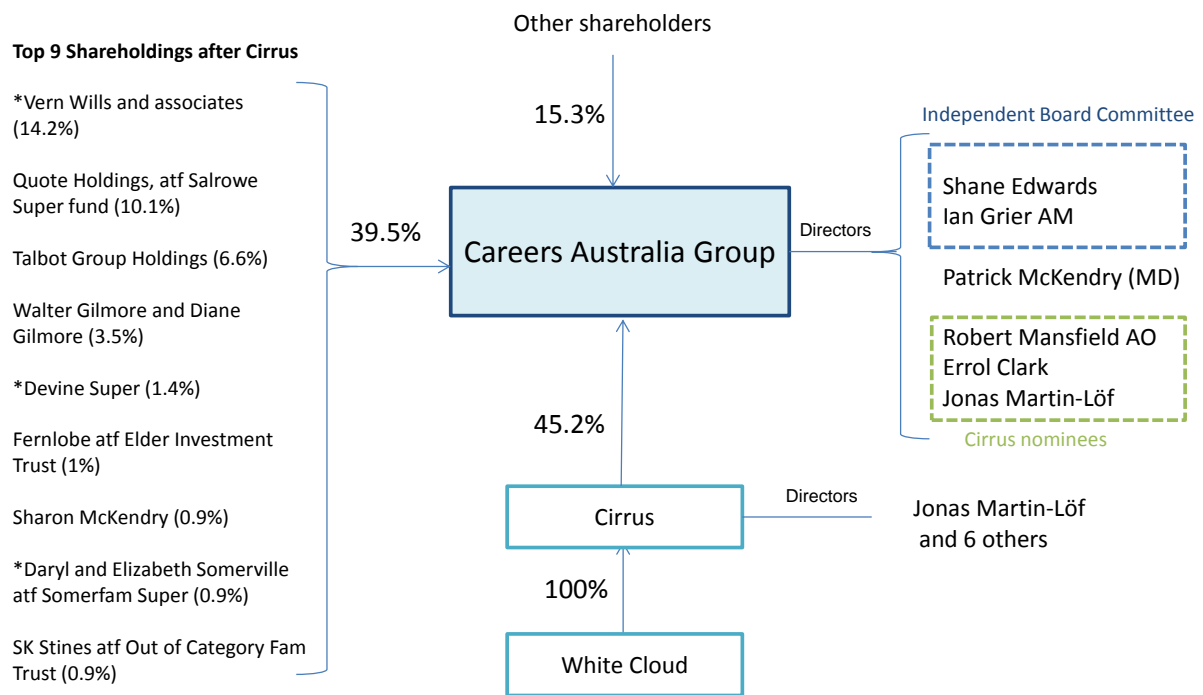 Other shareholders
Top 9 Shareholdings after Cirrus
*Vern Wills and associates
(14.2%)
Quote Holdings, atf Salrowe
Super fund (10.1%)
Talbot Group Holdings (6.6%)
Walter Gilmore and Diane
Gilmore (3.5%)
*Devine Super (1.4%)
Fernlobe atf Elder Investment
Trust (1%)
Sharon McKendry (0.9%)
*Daryl and Elizabeth Somerville
atf Somerfam Super (0.9%)
SK Stines atf Out of Category Fam
Trust (0.9%)
39.5%
15.3%
Careers Australia Group
Directors
Independent Board Committee
Shane Edwards
Ian Grier AM
Patrick McKendry (MD)
Robert Mansfield AO
Errol Clark
Jonas Martin-Löf
Cirrus nominees
45.2%
Cirrus
Directors
Jonas Martin-Löf
and 6 others
100%
White Cloud